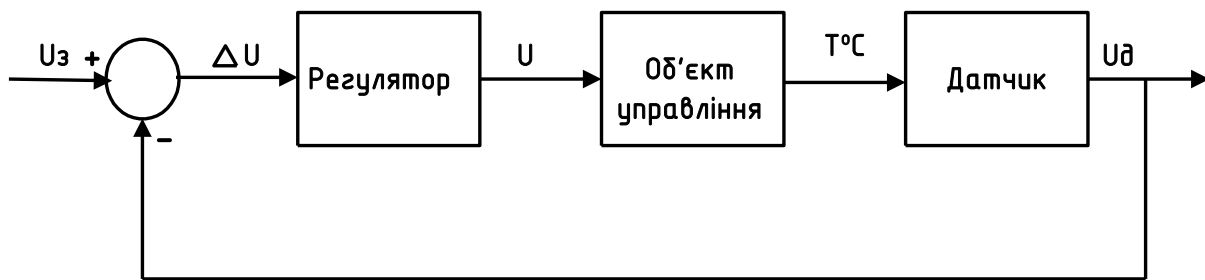 Uз +
ΔU
Регулятор
U
Об'єкт
управління
T°C
Датчик
Uд
-